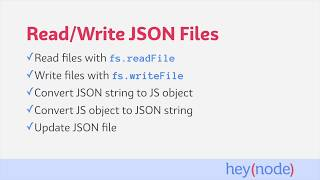 Read/Write JSON Files
✓Read files with fs.readFile
✓Write files with fs.writeFile
✓Convert JSON string to JS object
✓Convert JS object to JSON string
✓Update JSON file
hey(node)